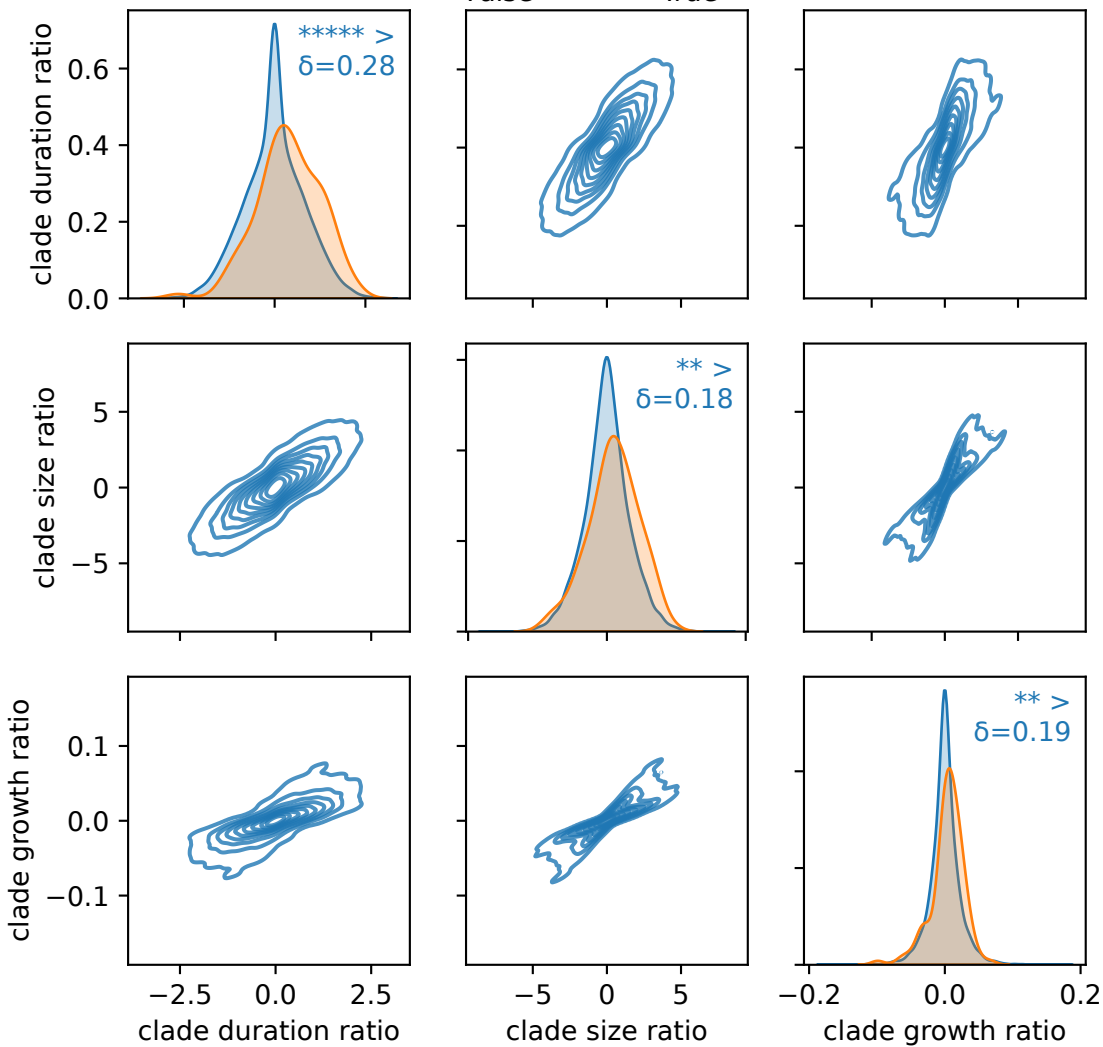 clade duration ratio
0.6
0.4
0.2
0.0
***** >
δ=0.28
clade size ratio
5
0
−5
** >
δ=0.18
clade growth ratio
0.1
0.0
−0.1
** >
δ=0.19
−2.5 0.0 2.5
−5 0 5
−0.2 0.0 0.2
clade duration ratio
clade size ratio
clade growth ratio